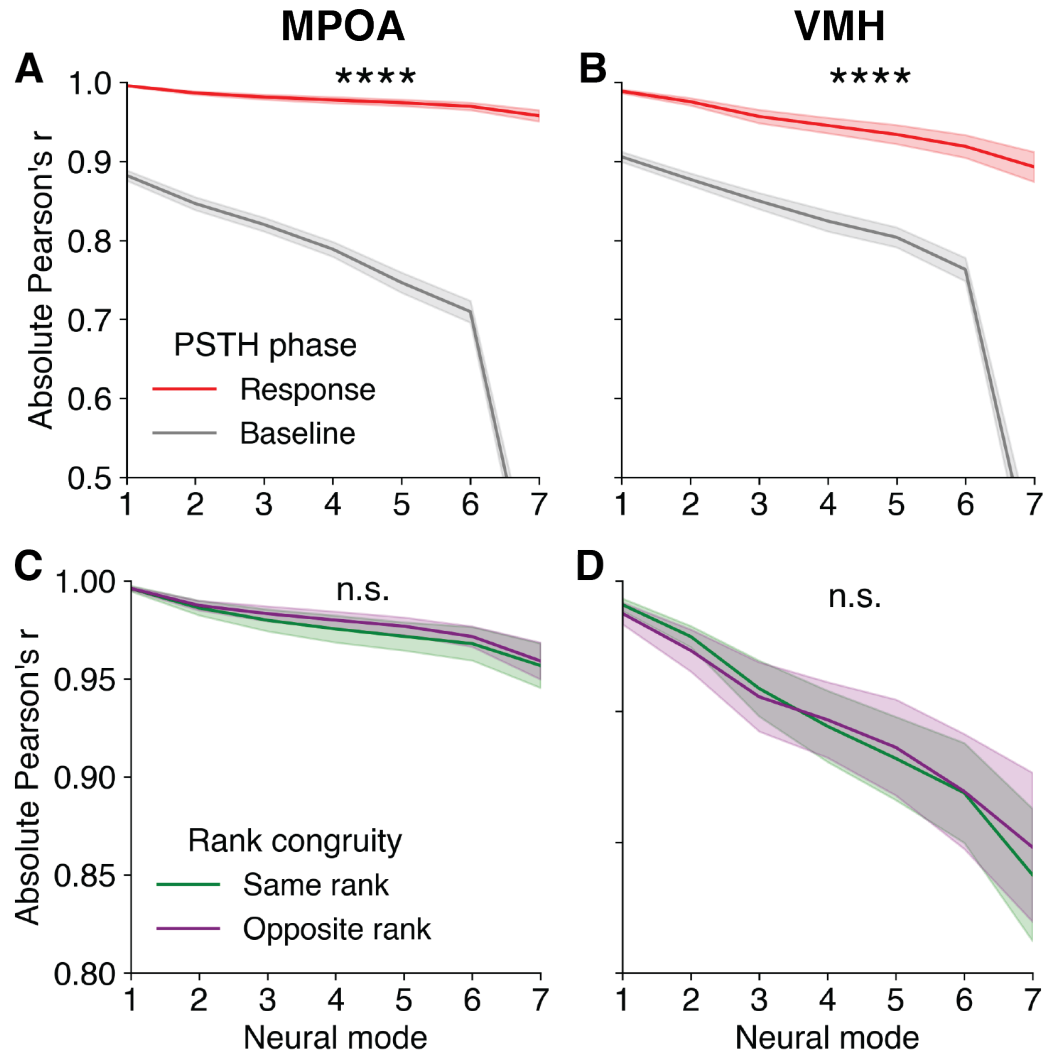 MPOA
VMH
A
B
****
****
Absolute Pearson's r
1.0
0.9
0.8
0.7
0.6
0.5
PSTH phase
Response
Baseline
1 2 3 4 5 6 7
1 2 3 4 5 6 7
C
D
n.s.
n.s.
Absolute Pearson's r
1.00
0.95
0.90
0.85
0.80
Rank congruity
Same rank
Opposite rank
1 2 3 4 5 6 7
1 2 3 4 5 6 7
Neural mode
Neural mode